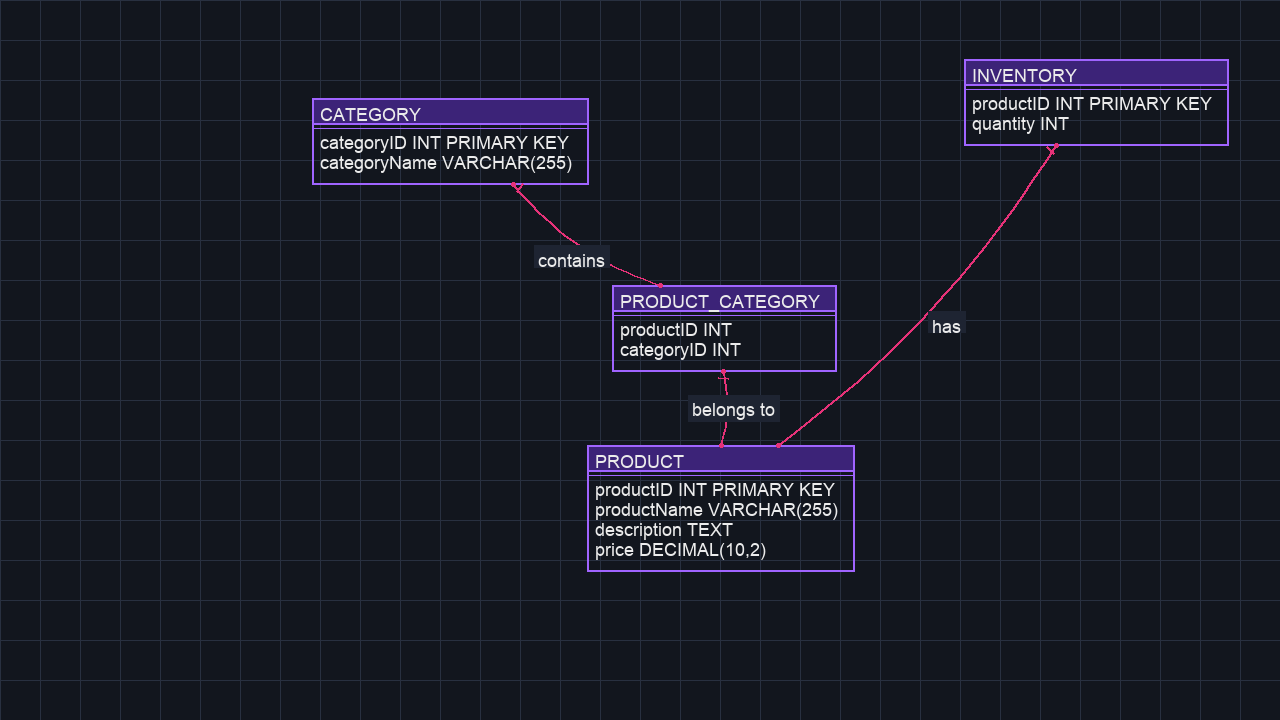 INVENTORY
productID INT PRIMARY KEY
quantity INT
CATEGORY
categoryID INT PRIMARY KEY
categoryName VARCHAR(255)
contains
PRODUCT_CATEGORY
productID INT
categoryID INT
has
belongs to
PRODUCT
productID INT PRIMARY KEY
productName VARCHAR(255)
description TEXT
price DECIMAL(10,2)